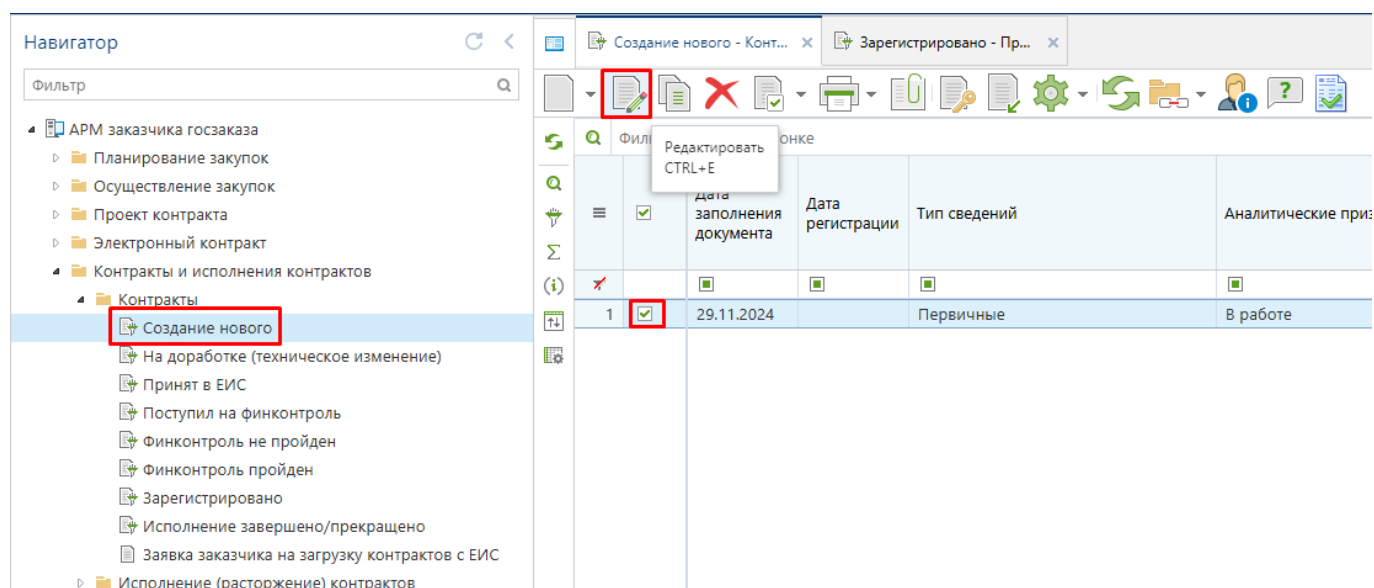 Навигатор
Фильтр
АРМ заказчика госзаказа
Планирование закупок
Осуществление закупок
Проект контракта
Электронный контракт
Контракты и исполнения контрактов
Контракты
Создание нового
На доработке (техническое изменение)
Принят в ЕИС
Поступил на финконтроль
Финконтроль не пройден
Финконтроль пройден
Зарегистрировано
Исполнение завершено/прекращено
Заявка заказчика на загрузку контрактов с ЕИС
Исполнение (расторжение) контрактов
Создание нового - Конт...
Зарегистрировано - Пр...
Редактировать
CTRL+E
Дата
заполнения
документа
Дата
регистрации
Тип сведений
Аналитические приз
1 29.11.2024 Первичные В работе